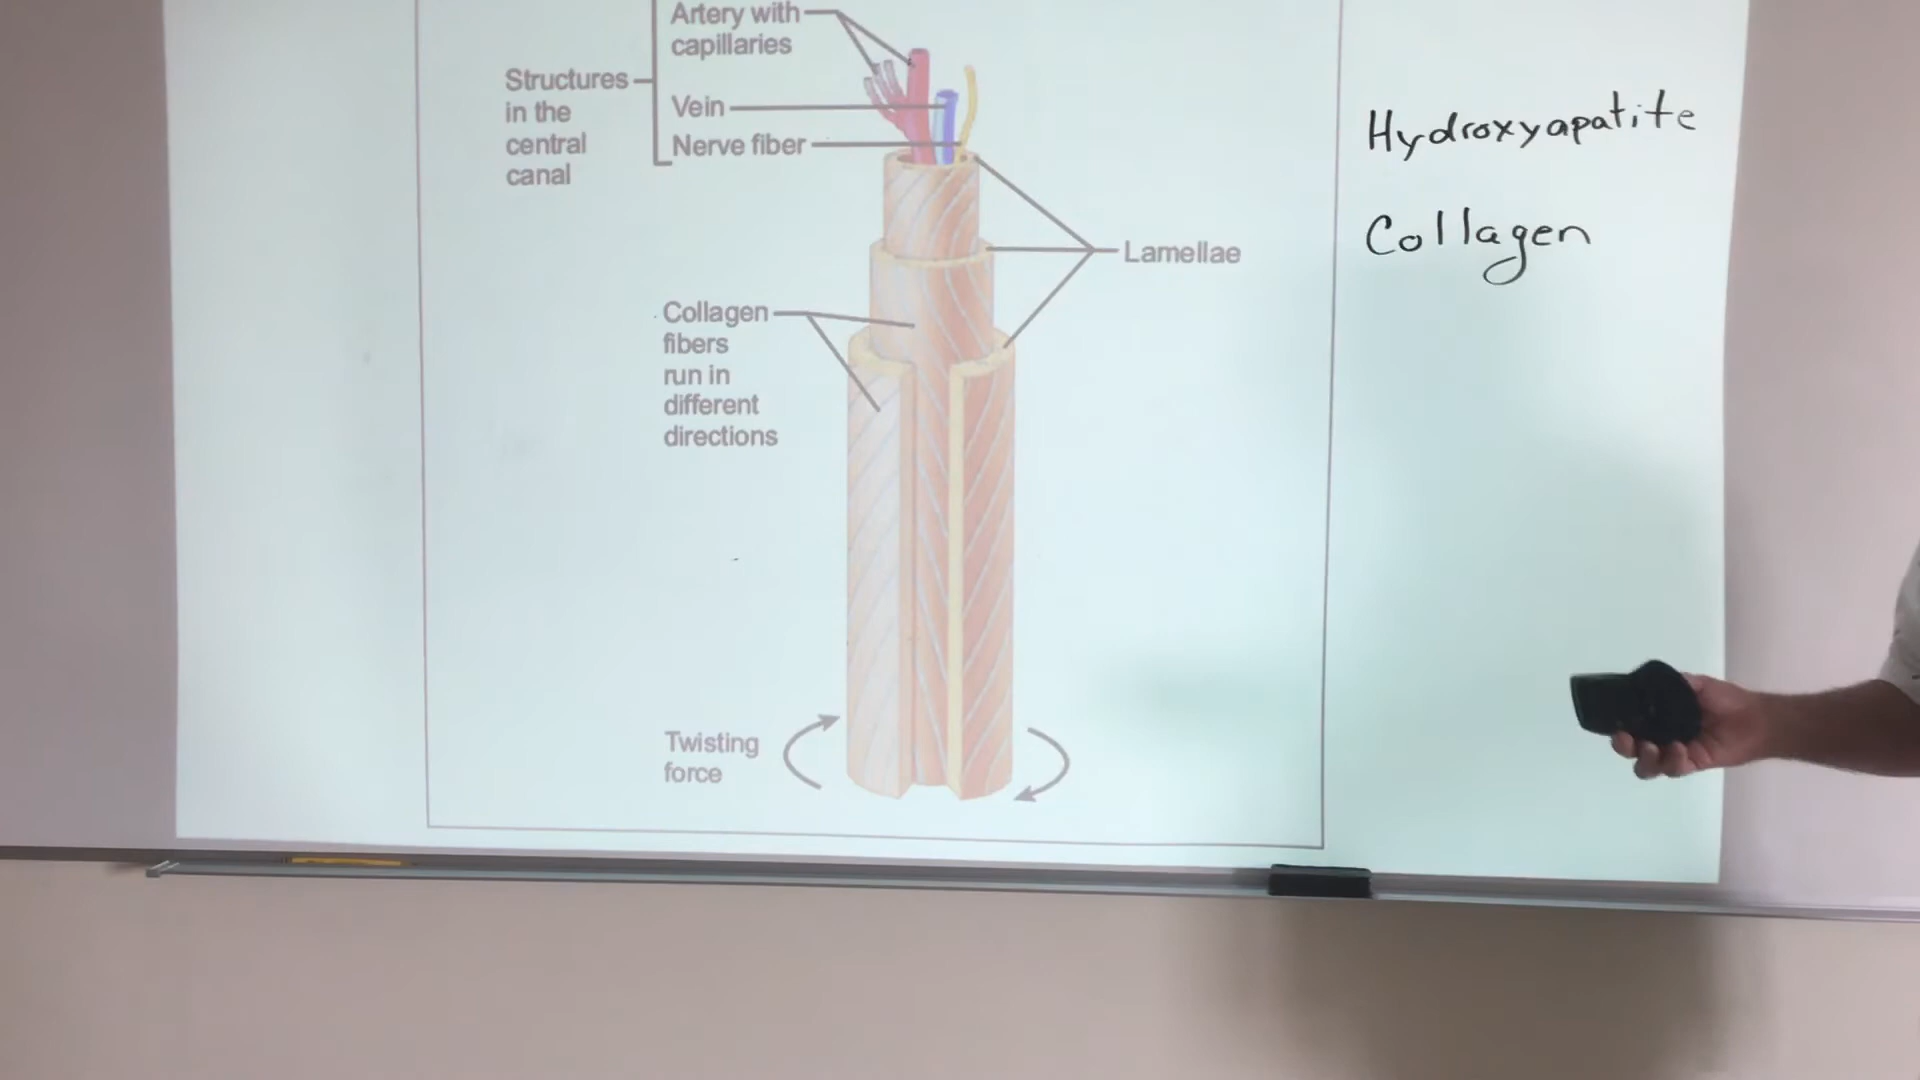 Artery with
capillaries
Structures
in the
central
canal
Vein
Nerve fiber
Lamellae
Collagen
fibers
run in
different
directions
Twisting
force
Hydroxyapatite
Collagen